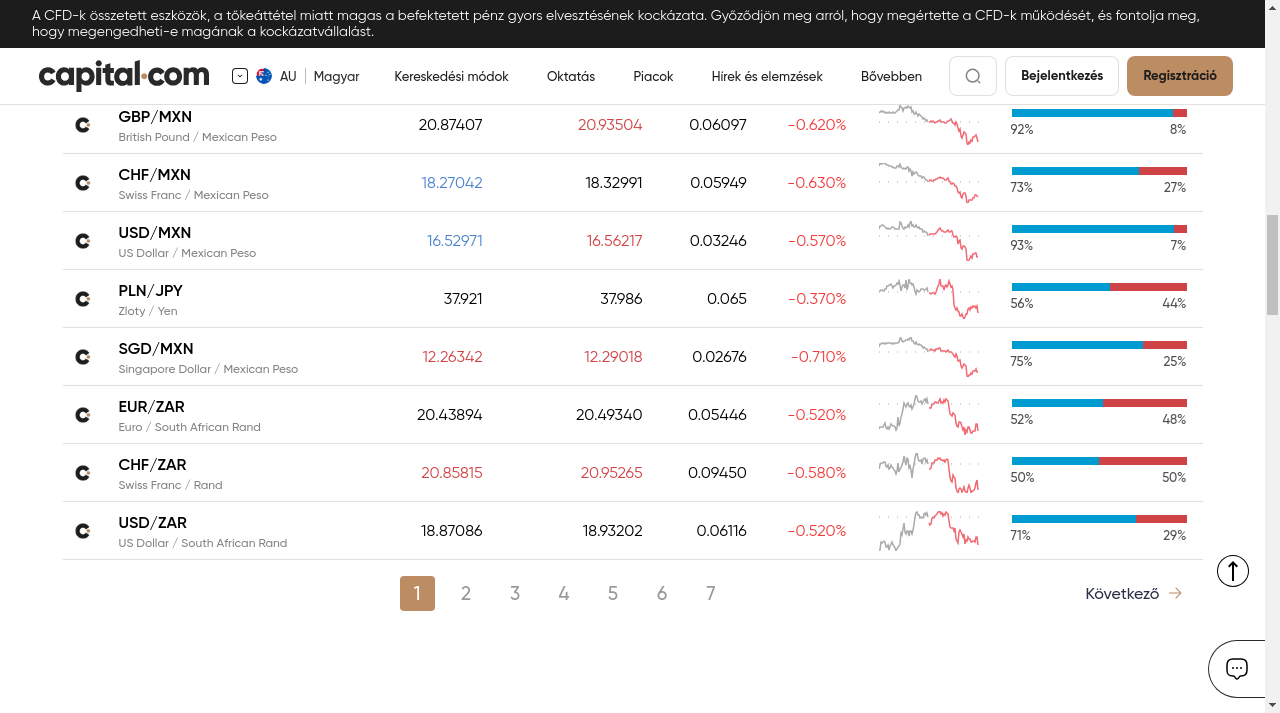 A CFD-k összetett eszközök, a tőkeáttétel miatt magas a befektetett pénz gyors elvesztésének kockázata. Győződjön meg arról, hogy megértette a CFD-k működését, és fontolja meg,
hogy megengedheti-e magának a kockázatvállalást.
capital.com AU Magyar Kereskedési módok Oktatás Piacok Hírek és elemzések Bővebben Bejelentkezés Regisztráció
GBP/MXN 20.87407 20.93504 0.06097 -0.620%
British Pound / Mexican Peso 92% 8%
CHF/MXN 18.27042 18.32991 0.05949 -0.630%
Swiss Franc / Mexican Peso 73% 27%
USD/MXN 16.52971 16.56217 0.03246 -0.570%
US Dollar / Mexican Peso 93% 7%
PLN/JPY 37.921 37.986 0.065 -0.370%
Zloty / Yen 56% 44%
SGD/MXN 12.26342 12.29018 0.02676 -0.710%
Singapore Dollar / Mexican Peso 75% 25%
EUR/ZAR 20.43894 20.49340 0.05446 -0.520%
Euro / South African Rand 52% 48%
CHF/ZAR 20.85815 20.95265 0.09450 -0.580%
Swiss Franc / Rand 50% 50%
USD/ZAR 18.87086 18.93202 0.06116 -0.520%
US Dollar / South African Rand 71% 29%
1 2 3 4 5 6 7 Következő